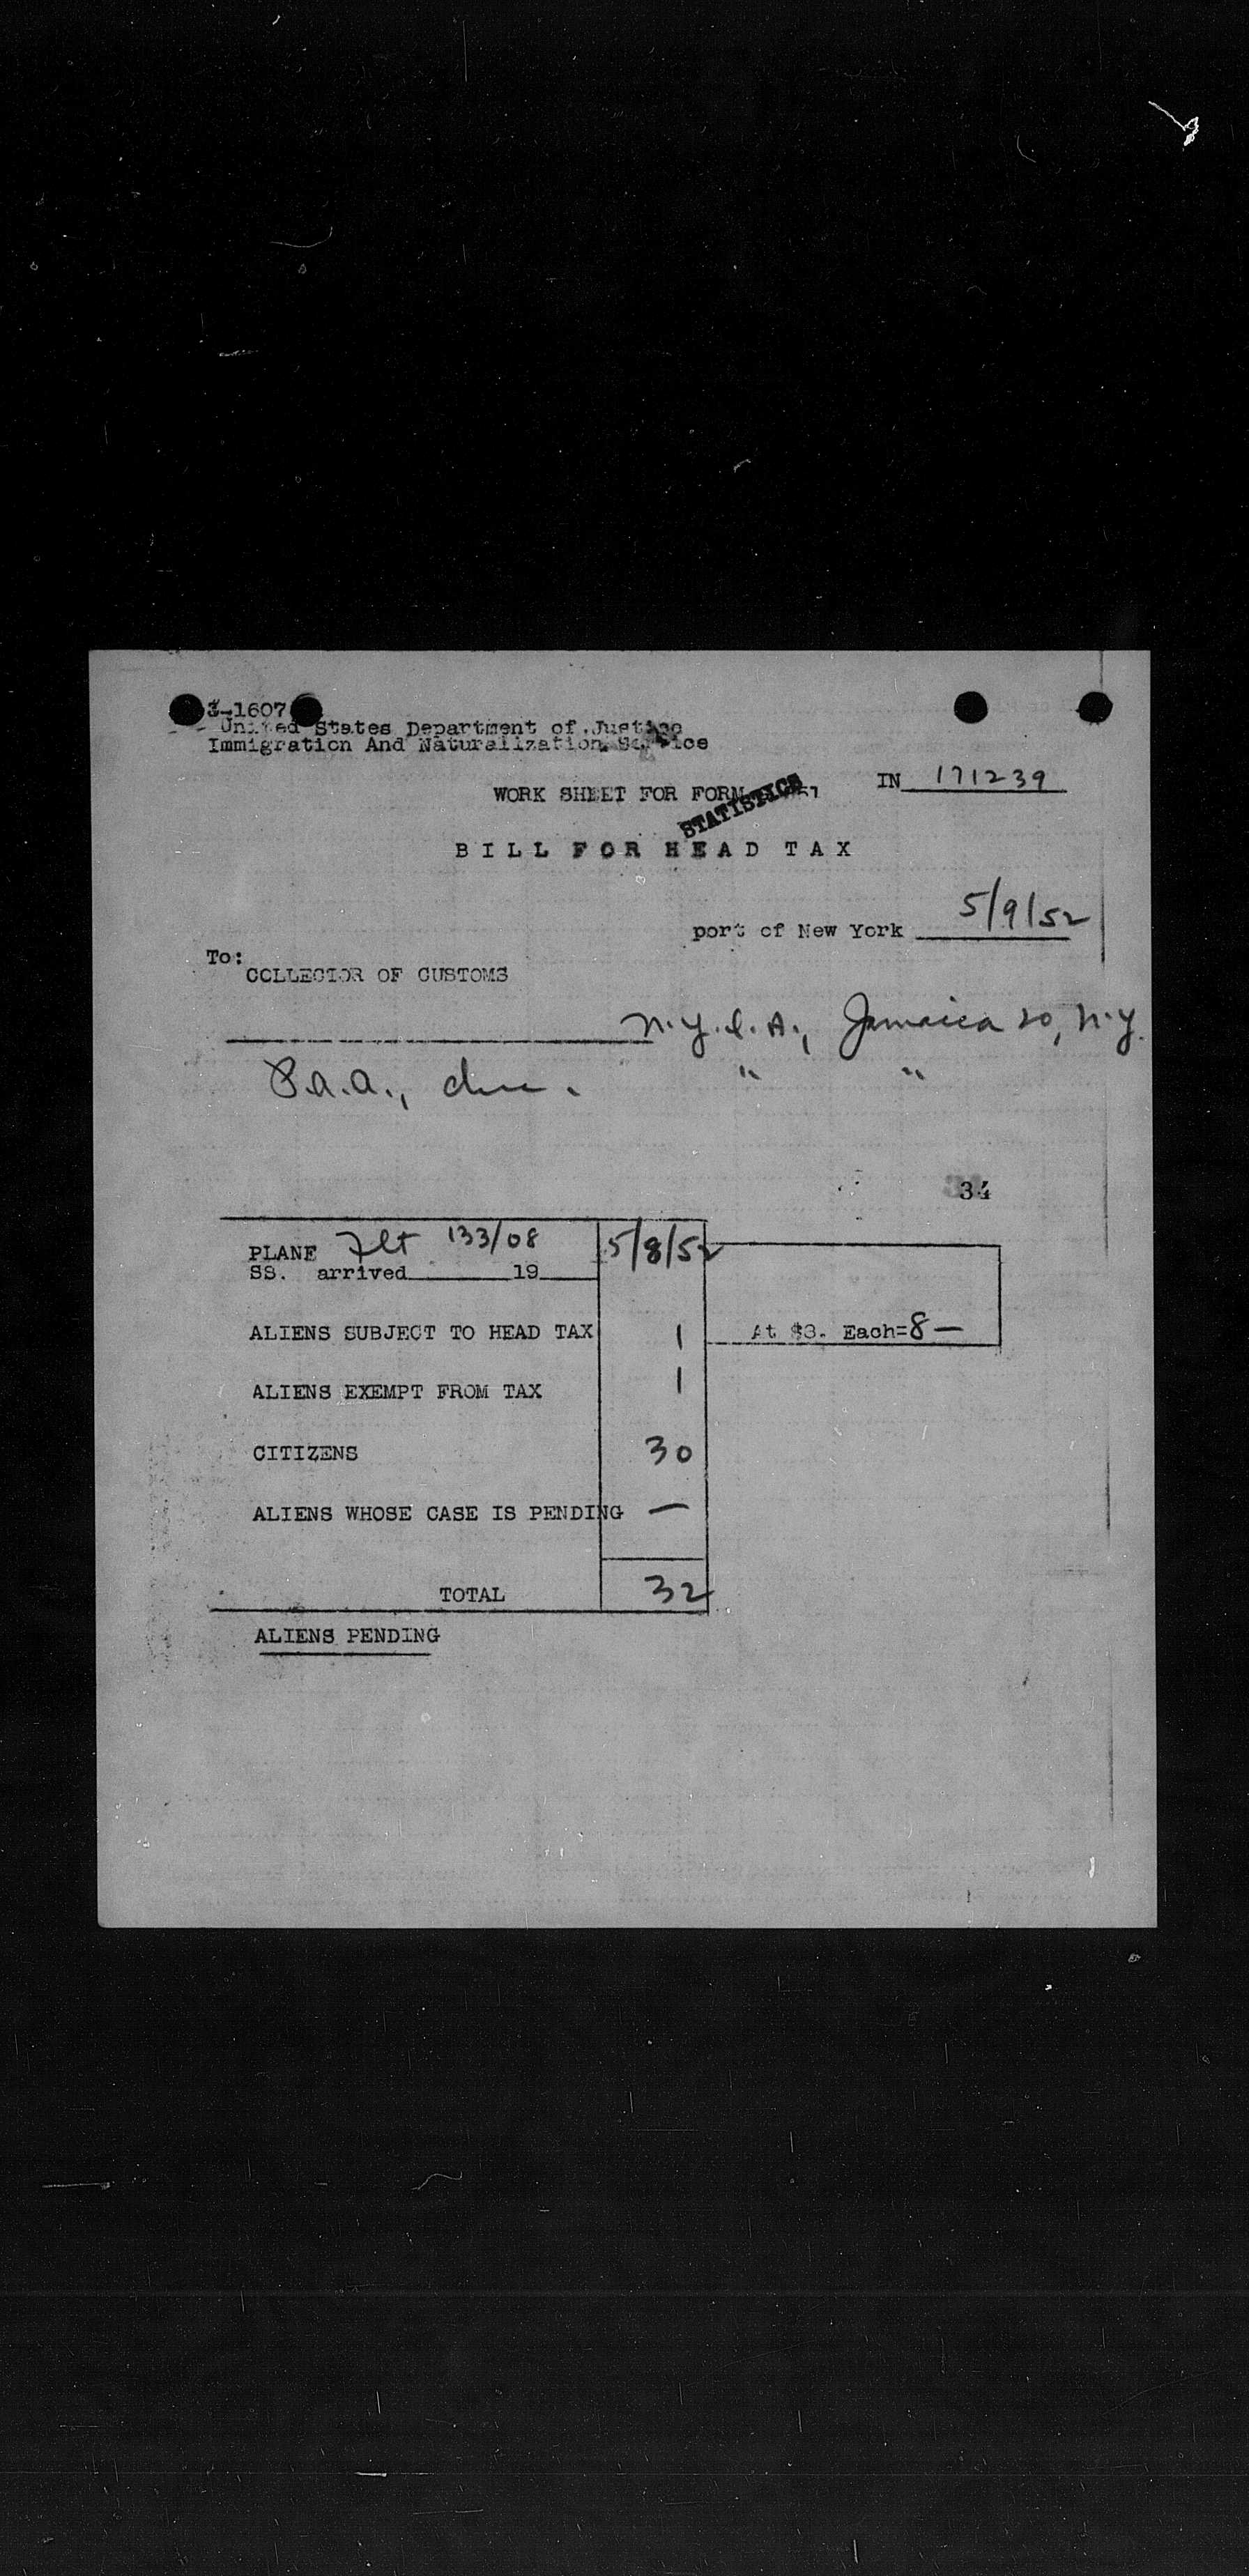 3-1607
United States Department of Justice
Immigration And Naturalization Service
IN 171239
WORK SHEET FOR FORM
STATISTICS
BILL FOR HEAD TAX
5/9/52
port of New York
To:
COLLECTOR OF CUSTOMS
N.Y.I.A., Jamaica 20, N.Y.
P.a.a., Inc. " "
34
PLANE Flt 133/08 5/8/52
SS. arrived 19
ALIENS SUBJECT TO HEAD TAX 1 At $8. Each=8—
ALIENS EXEMPT FROM TAX 1
CITIZENS 30
ALIENS WHOSE CASE IS PENDING —
TOTAL 32
ALIENS PENDING